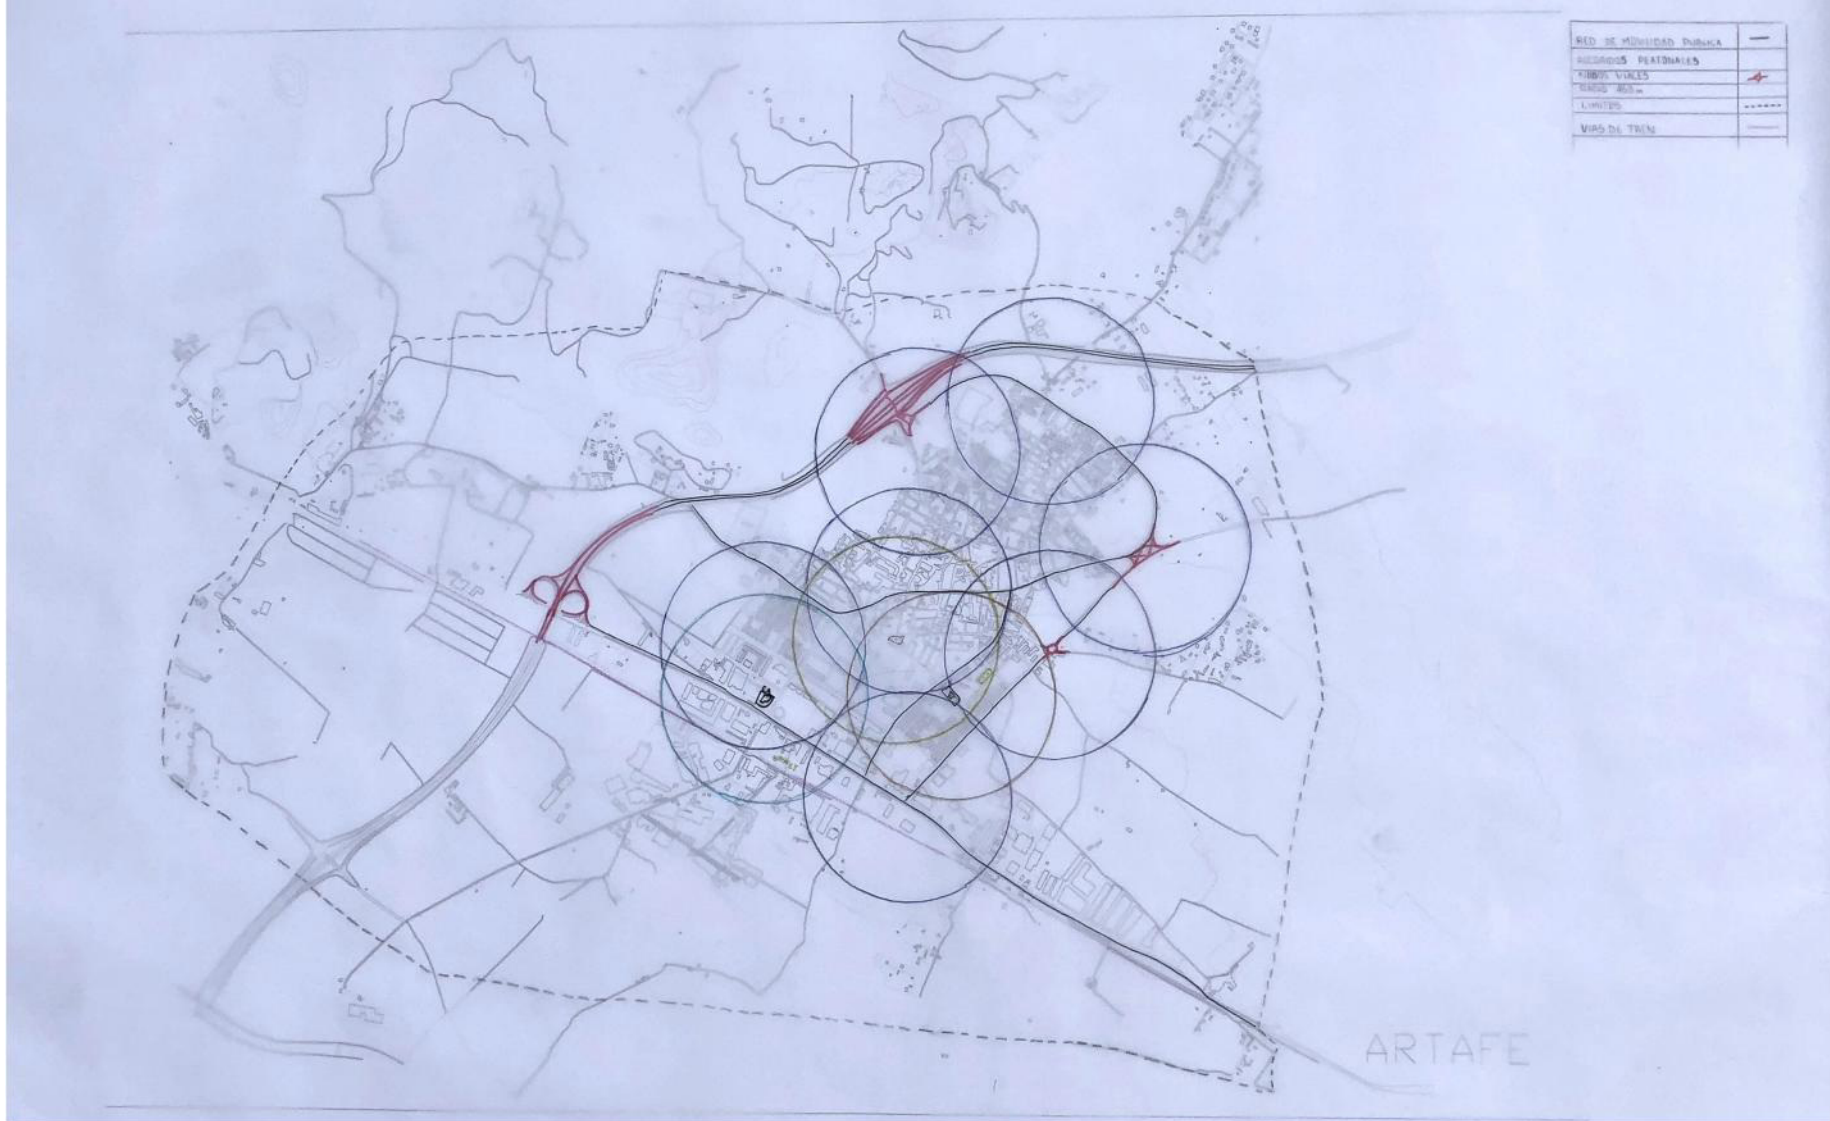 RED DE MOVILIDAD PUBLICA
RECORRIDOS PEATONALES
NUDOS VIALES
LIMITES
VIAS DE TREN
ARTAFE